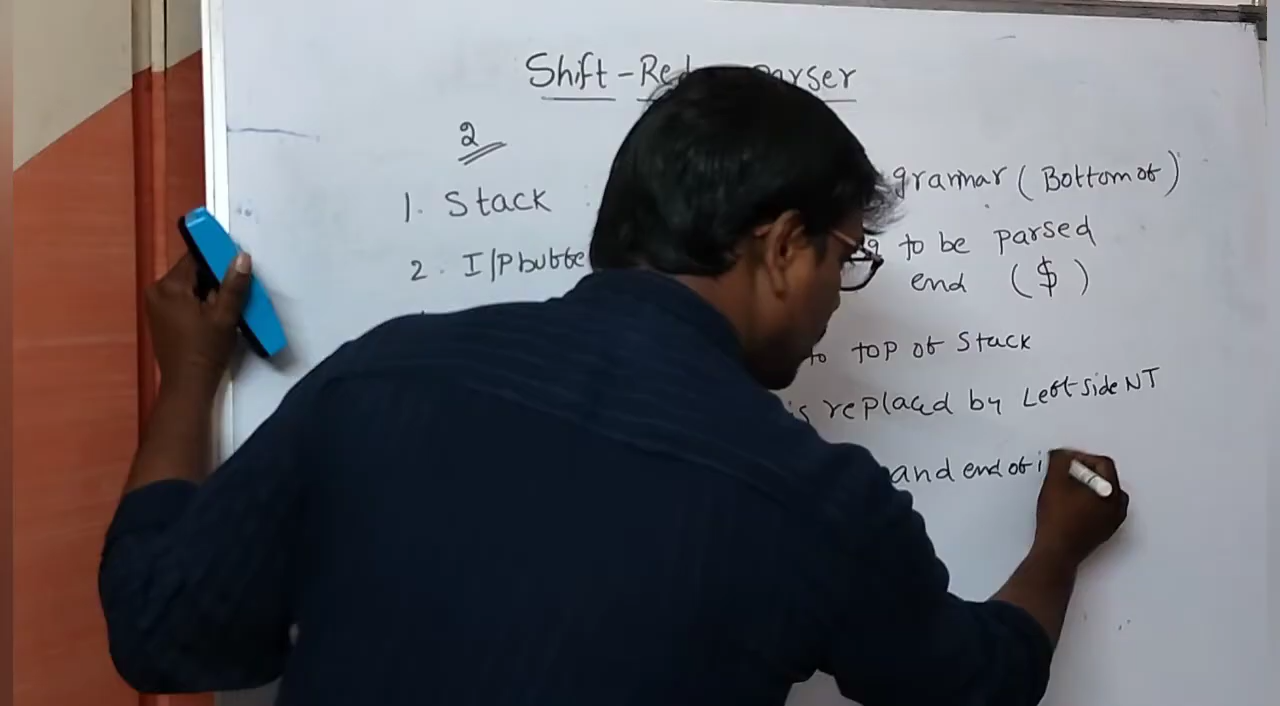 Shift-Reduce Parser
2
1. Stack grammar (Bottom of)
2. I/P buffe to be parsed
end ($)
to top of Stack
is replaced by Left side NT
and end of i